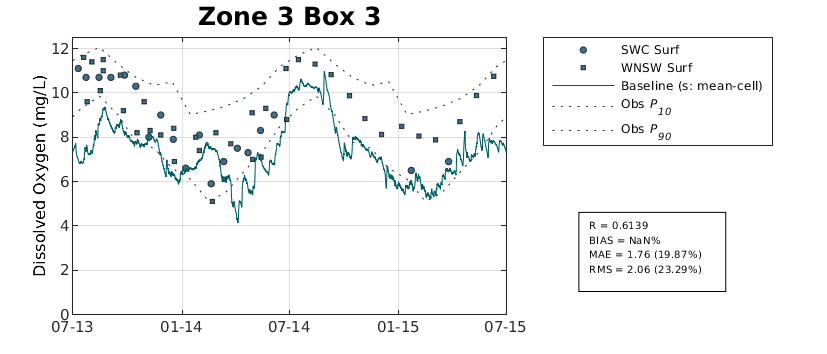 Zone 3 Box 3
Dissolved Oxygen (mg/L)
12
10
8
6
4
2
0
07-13
01-14
07-14
01-15
07-15
SWC Surf
WNSW Surf
Baseline (s: mean-cell)
Obs P10
Obs P90
R = 0.6139
BIAS = NaN%
MAE = 1.76 (19.87%)
RMS = 2.06 (23.29%)